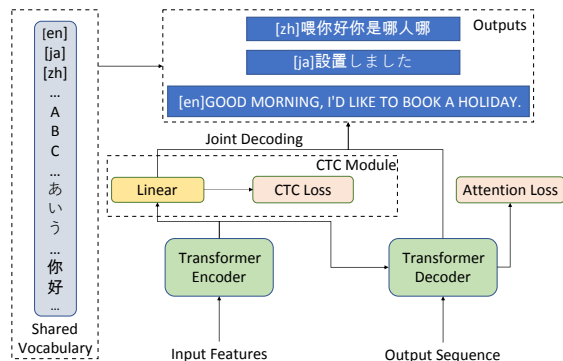 [en]
[ja]
[zh]
...
A
B
C
...
あ
い
う
...
你
好
...
Shared
Vocabulary
Outputs
[zh]喂你好你是哪人哪
[ja]設置しました
[en]GOOD MORNING, I'D LIKE TO BOOK A HOLIDAY.
Joint Decoding
CTC Module
Linear
CTC Loss
Attention Loss
Transformer
Encoder
Transformer
Decoder
Input Features
Output Sequence